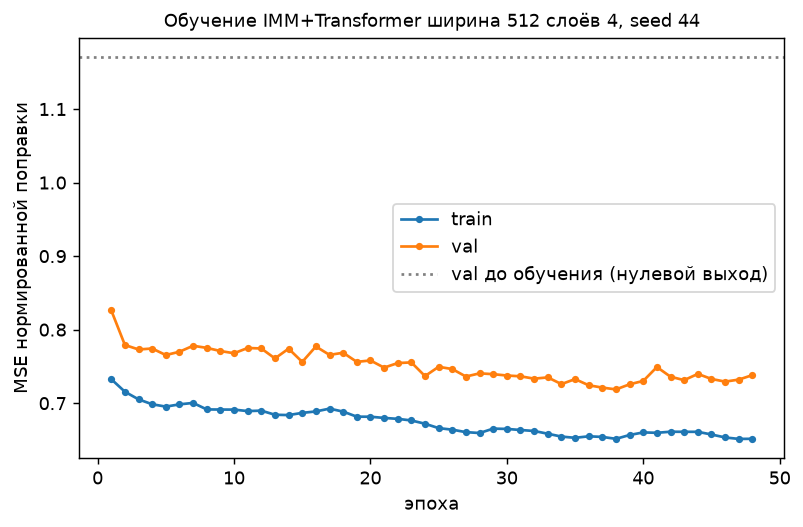 Обучение IMM+Transformer ширина 512 слоёв 4, seed 44
MSE нормированной поправки
1.1
1.0
0.9
0.8
0.7
train
val
val до обучения (нулевой выход)
0 10 20 30 40 50
эпоха